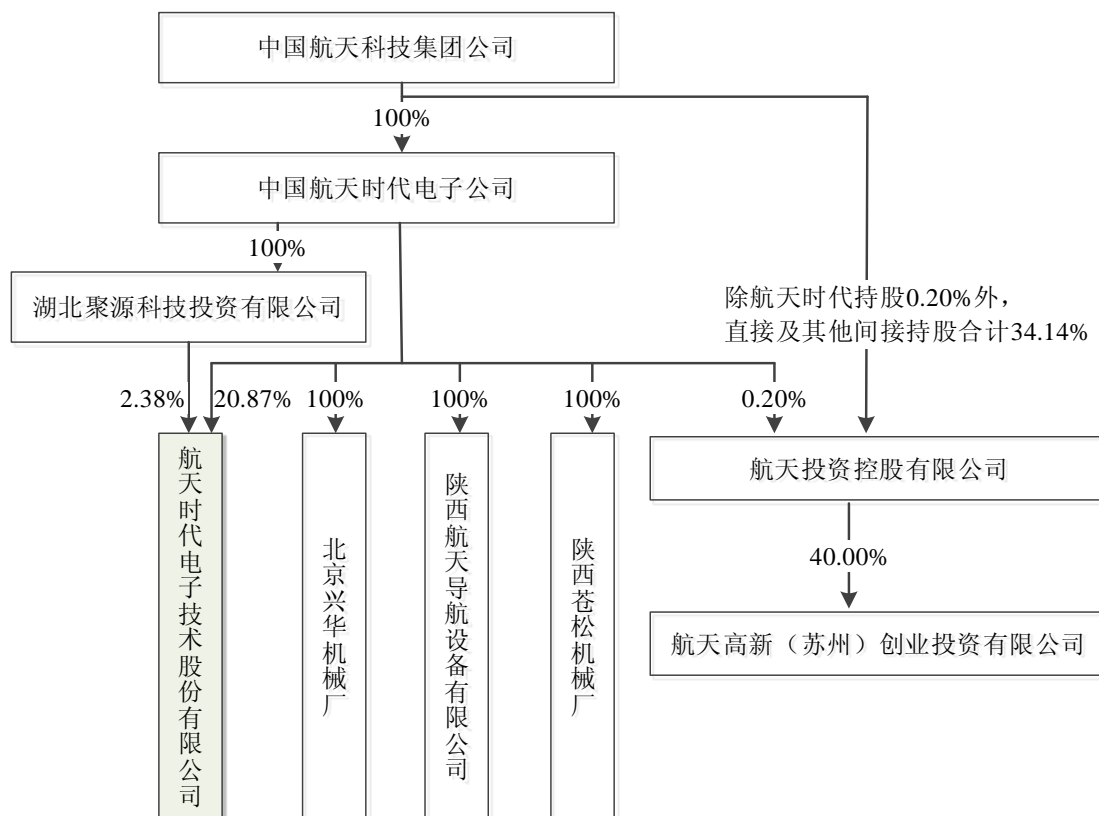 中国航天科技集团公司
100%
中国航天时代电子公司
100%
湖北聚源科技投资有限公司
除航天时代持股0.20%外，
直接及其他间接持股合计34.14%
2.38%
20.87%
100%
100%
100%
0.20%
航天时代电子技术股份有限公司
北京兴华机械厂
陕西航天导航设备有限公司
陕西苍松机械厂
航天投资控股有限公司
40.00%
航天高新（苏州）创业投资有限公司